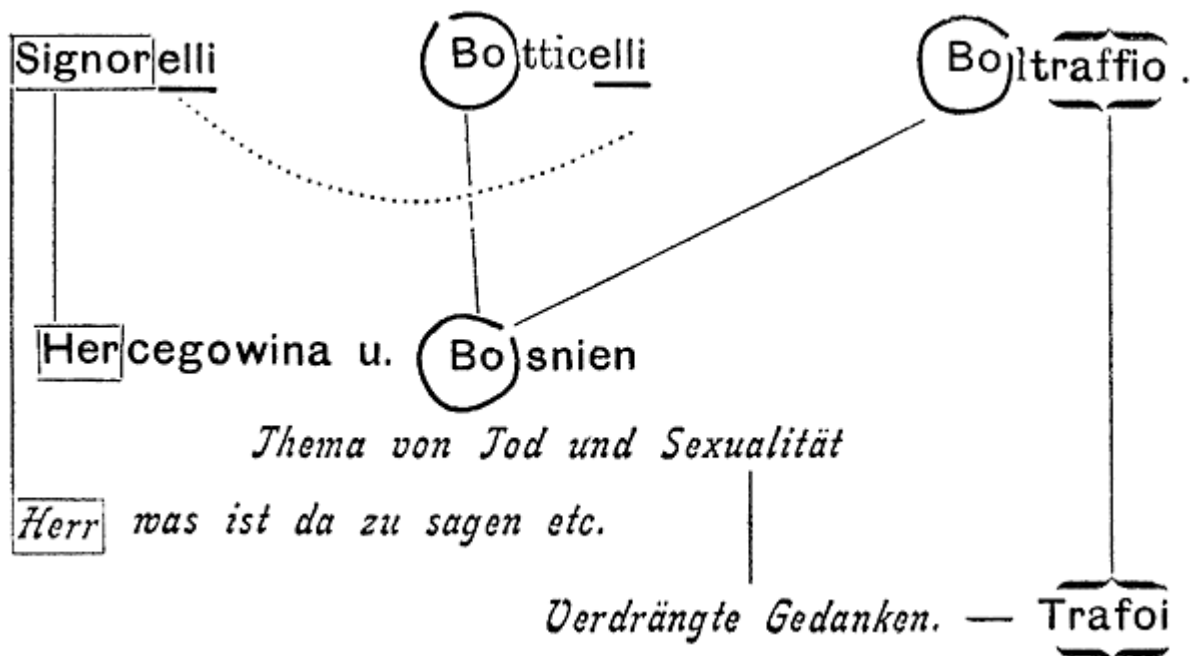 Signorelli Botticelli Boltraffio.
Hercegowina u. Bosnien
Thema von Tod und Sexualität
Herr was ist da zu sagen etc.
Verdrängte Gedanken. — Trafoi